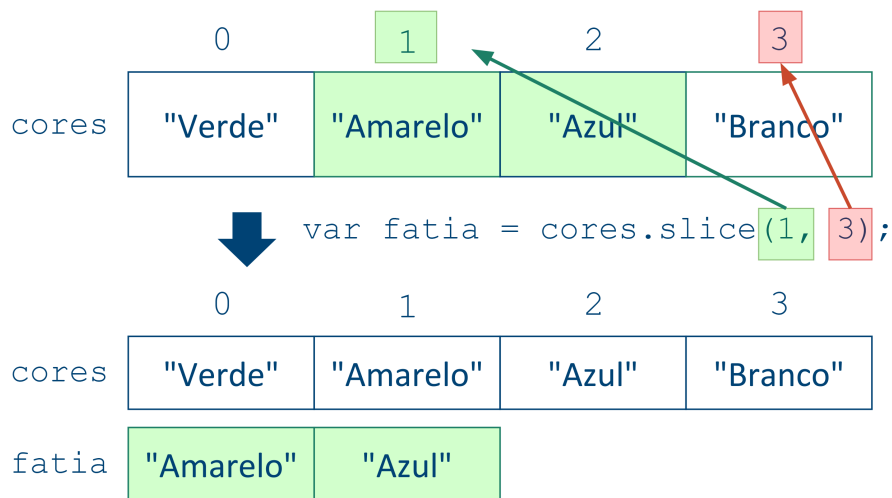 0 1 2 3
cores "Verde" "Amarelo" "Azul" "Branco"
var fatia = cores.slice(1, 3);
0 1 2 3
cores "Verde" "Amarelo" "Azul" "Branco"
fatia "Amarelo" "Azul"